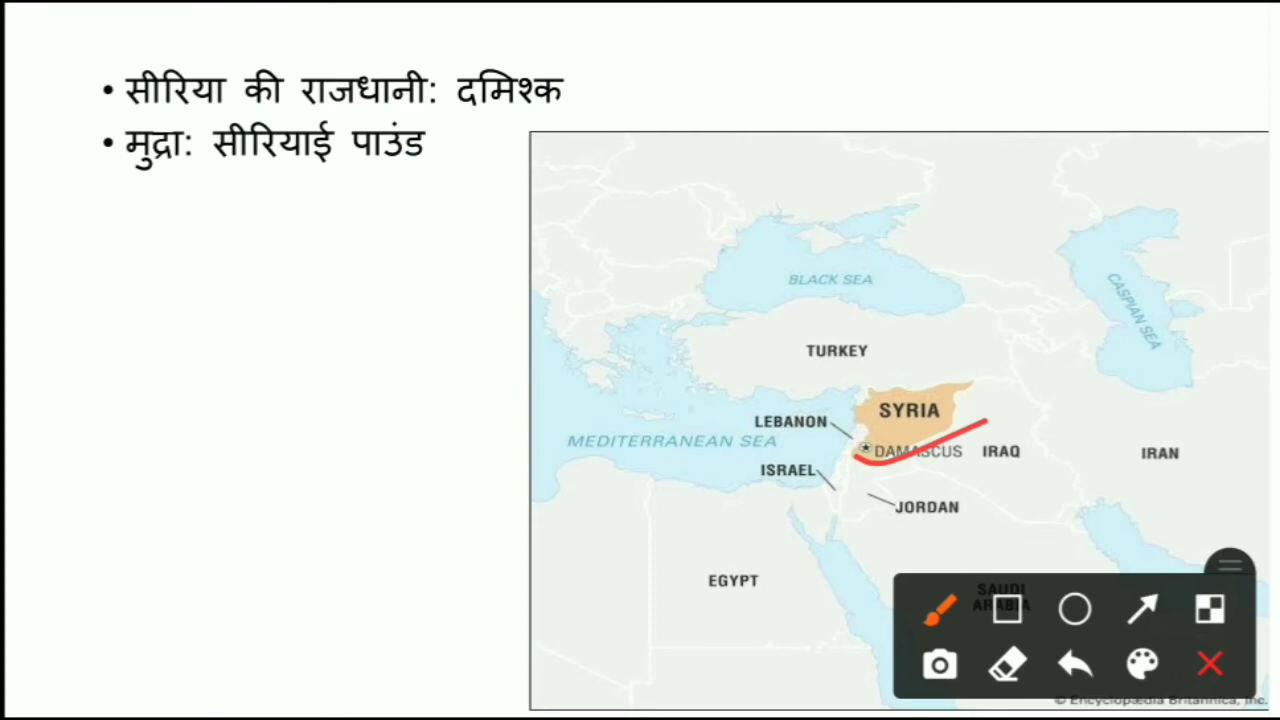 • सीरिया की राजधानी: दमिश्क
• मुद्रा: सीरियाई पाउंड
BLACK SEA
CASPIAN SEA
TURKEY
SYRIA
LEBANON
MEDITERRANEAN SEA
DAMASCUS
IRAQ
IRAN
ISRAEL
JORDAN
EGYPT
SAUDI
ARABIA
© Encyclopædia Britannica, Inc.